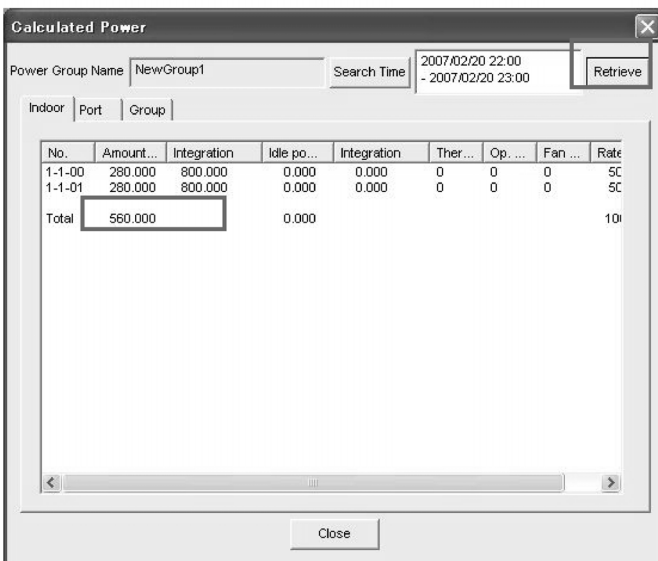 Calculated Power
Power Group Name NewGroup1 Search Time 2007/02/20 22:00
- 2007/02/20 23:00 Retrieve
Indoor Port Group
No. Amount... Integration Idle po... Integration Ther... Op. ... Fan ... Rate
1-1-00 280.000 800.000 0.000 0.000 0 0 0 50
1-1-01 280.000 800.000 0.000 0.000 0 0 0 50
Total 560.000 0.000 10
Close